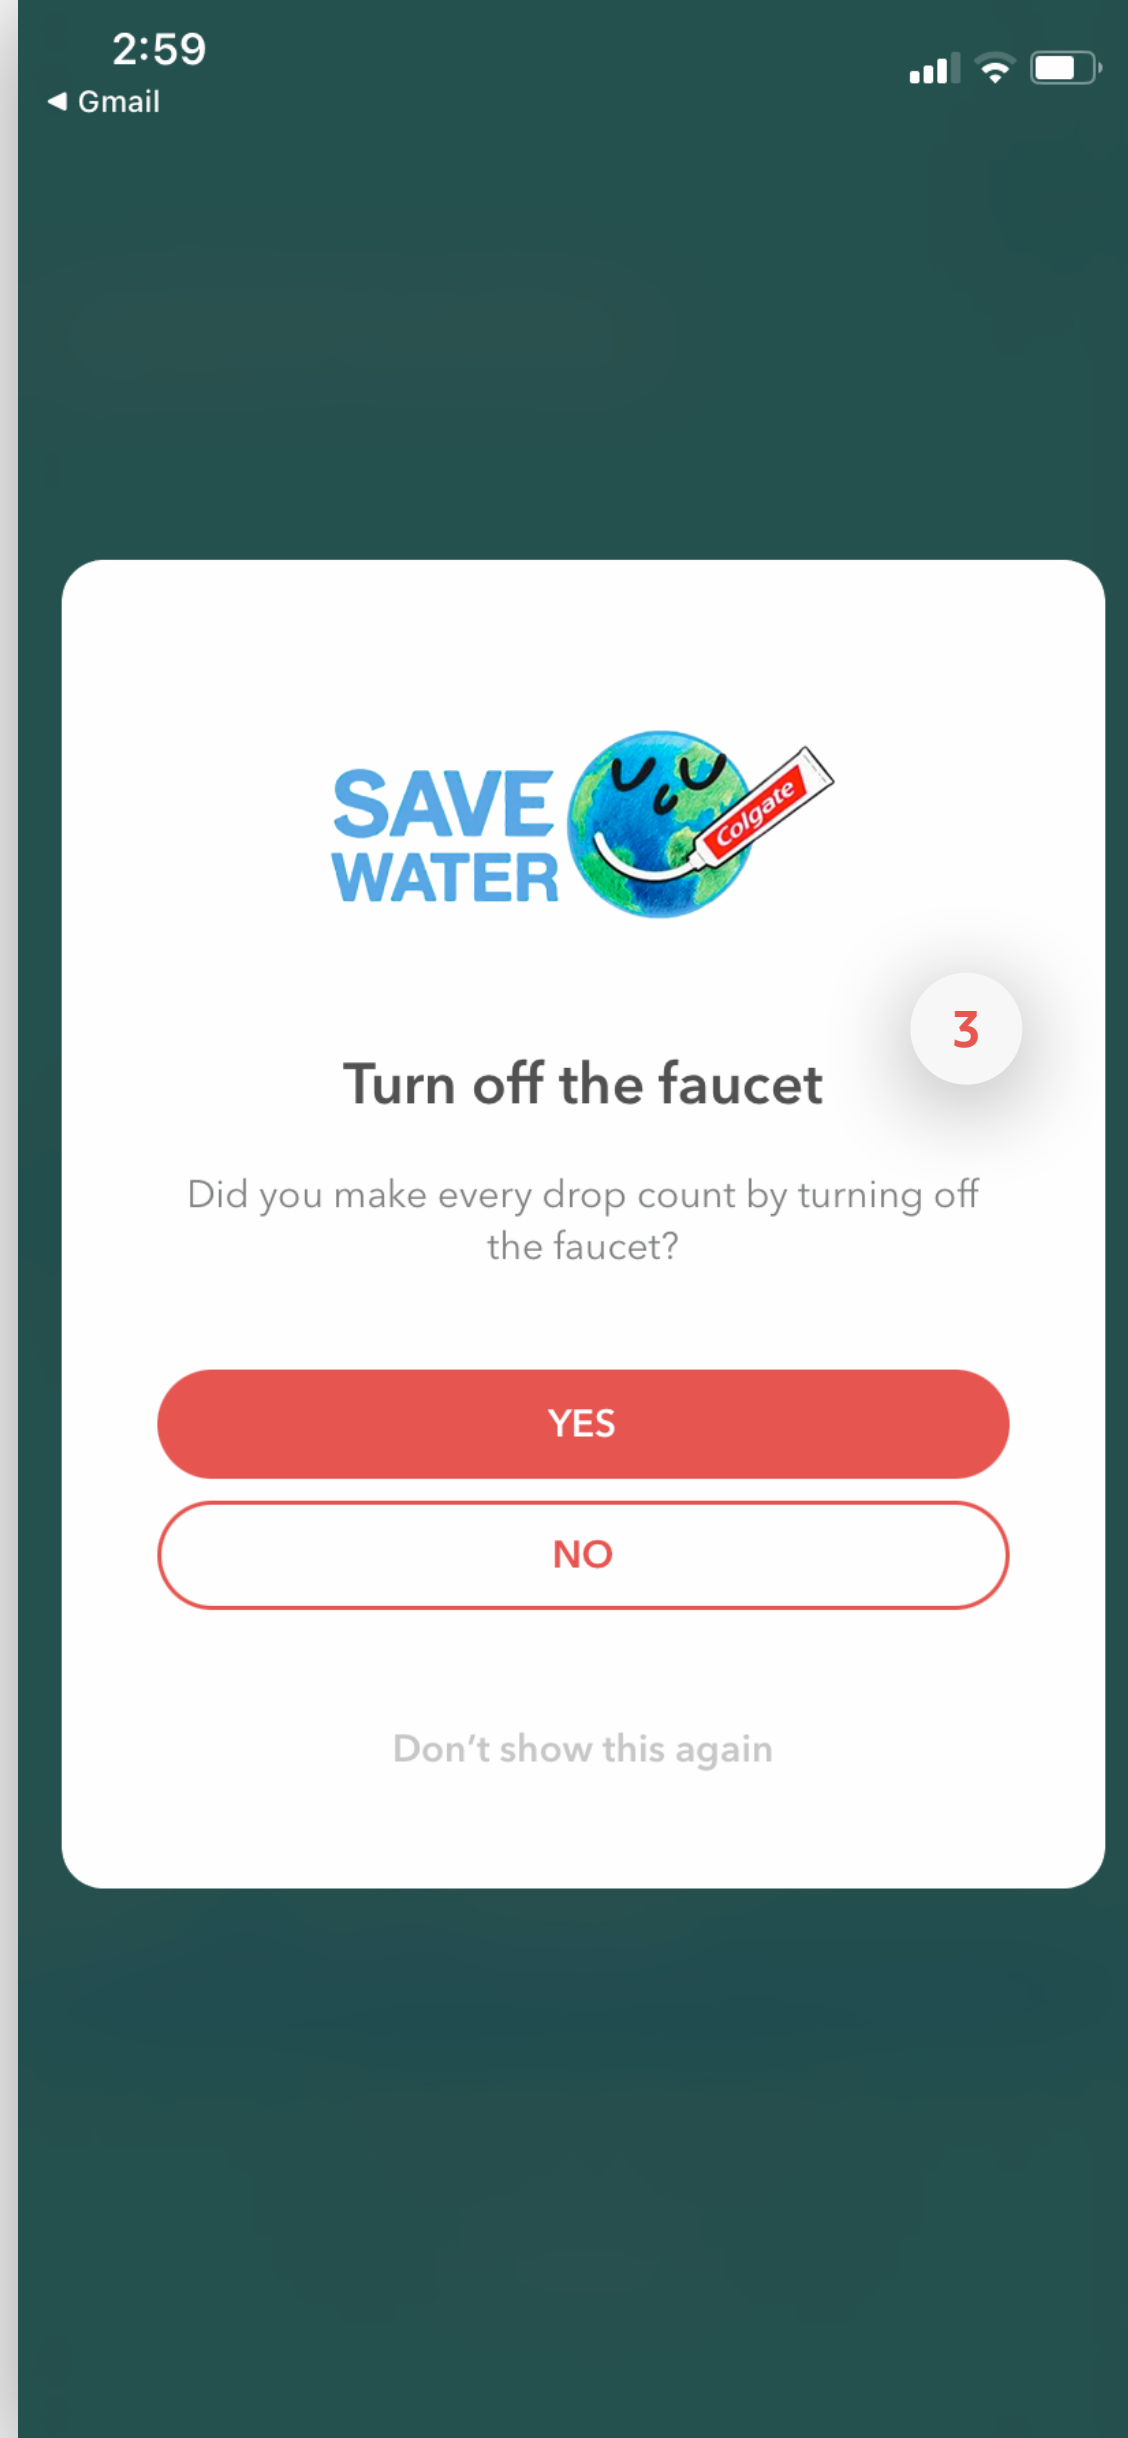 2:59
◀ Gmail
SAVE
WATER
Colgate
3
Turn off the faucet
Did you make every drop count by turning off
the faucet?
YES
NO
Don’t show this again